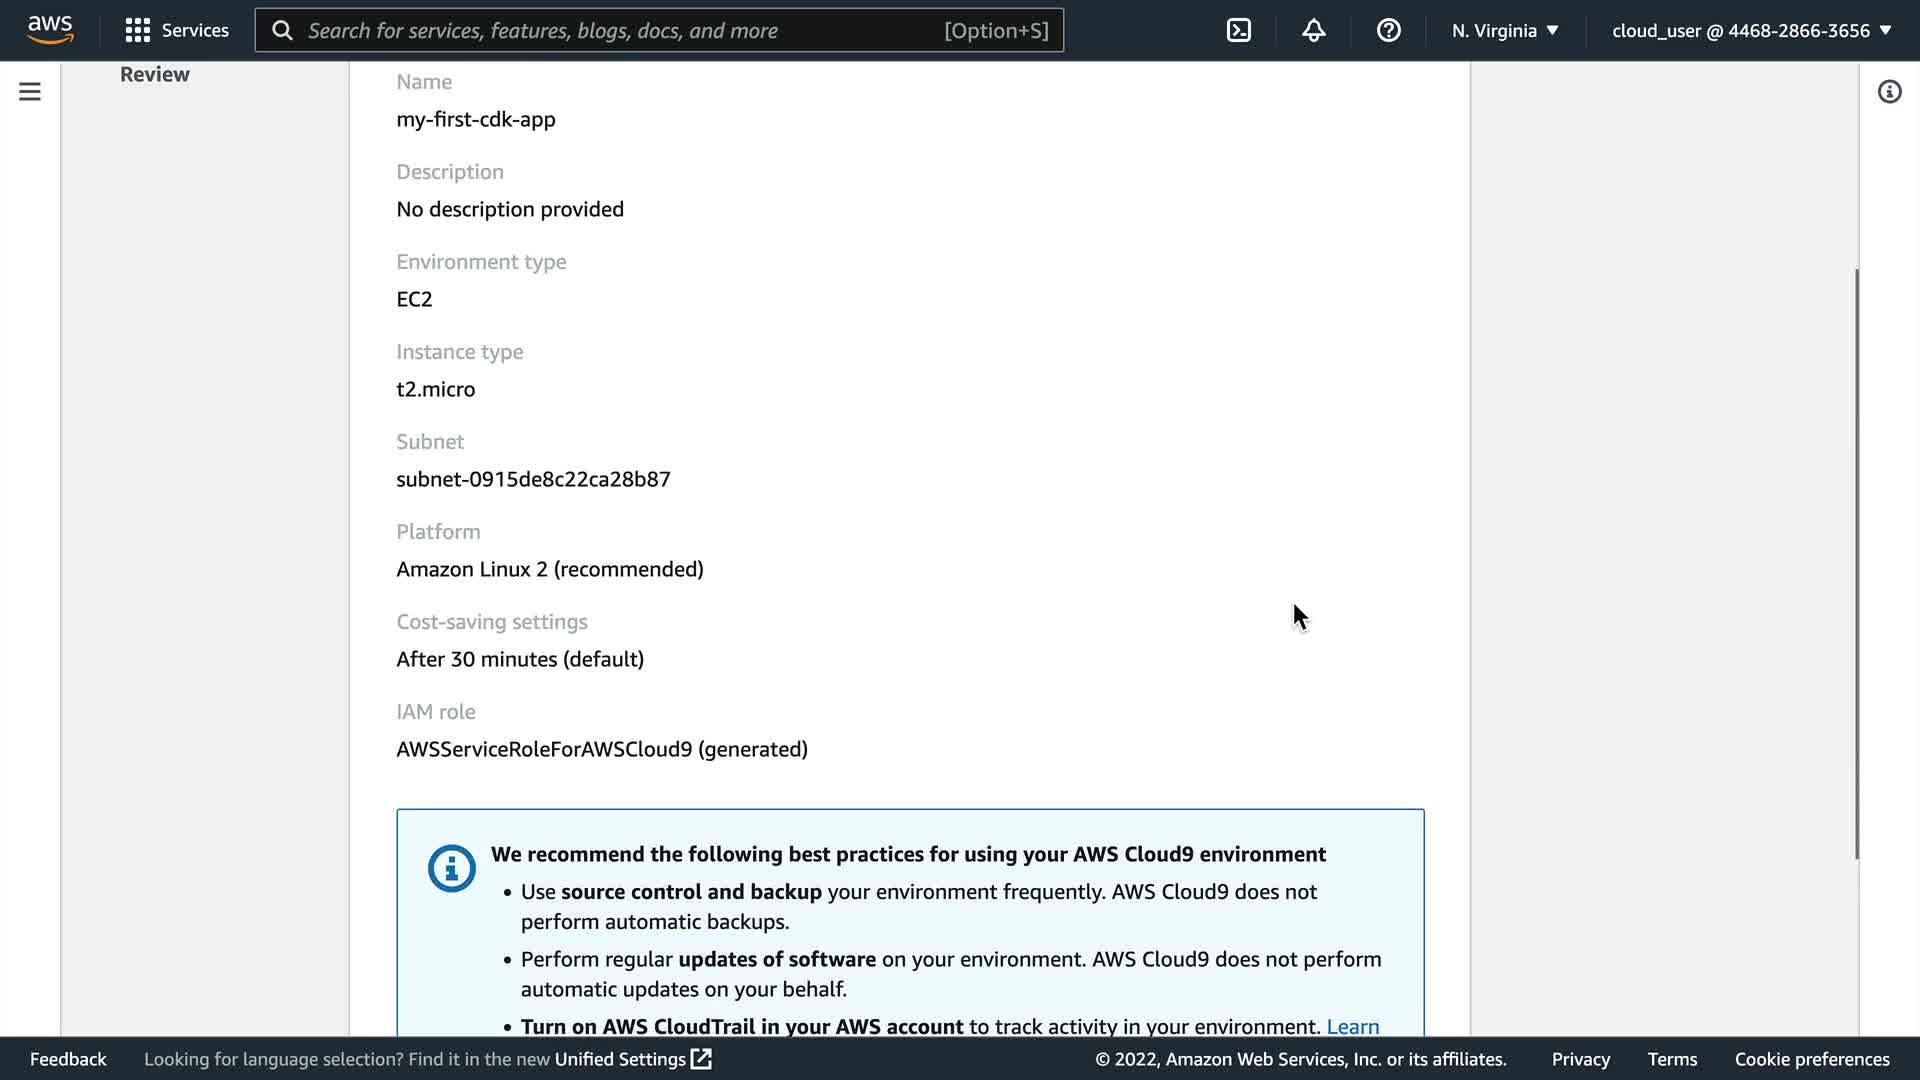 aws
Services
Search for services, features, blogs, docs, and more
[Option+S]
N. Virginia ▼
cloud_user @ 4468-2866-3656 ▼
Review
Name
my-first-cdk-app
Description
No description provided
Environment type
EC2
Instance type
t2.micro
Subnet
subnet-0915de8c22ca28b87
Platform
Amazon Linux 2 (recommended)
Cost-saving settings
After 30 minutes (default)
IAM role
AWSServiceRoleForAWSCloud9 (generated)
We recommend the following best practices for using your AWS Cloud9 environment
• Use source control and backup your environment frequently. AWS Cloud9 does not
perform automatic backups.
• Perform regular updates of software on your environment. AWS Cloud9 does not perform
automatic updates on your behalf.
• Turn on AWS CloudTrail in your AWS account to track activity in your environment. Learn
Feedback
Looking for language selection? Find it in the new Unified Settings
© 2022, Amazon Web Services, Inc. or its affiliates.
Privacy
Terms
Cookie preferences